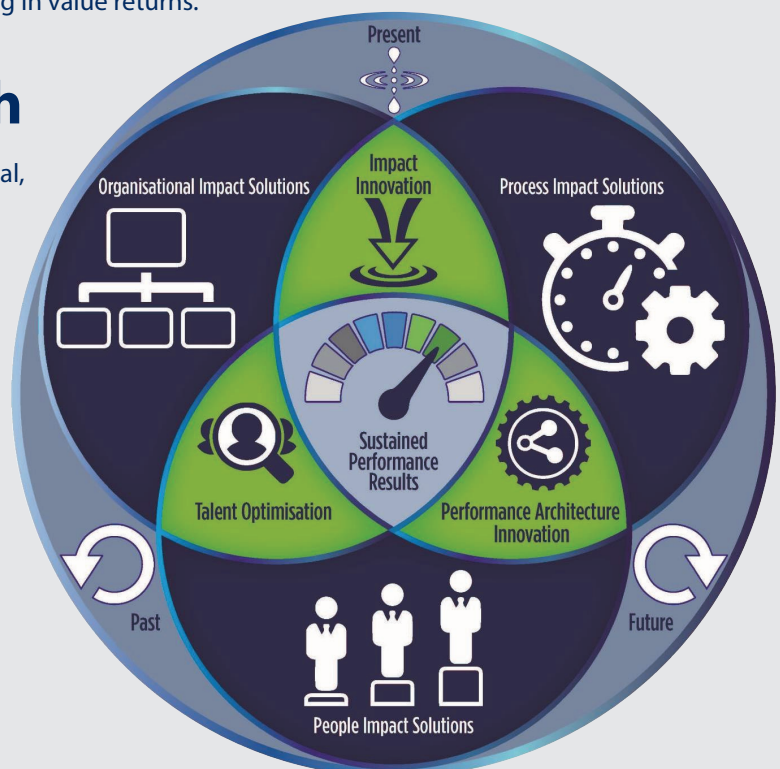 g in value returns.
Present
h
al,
Organisational Impact Solutions
Impact
Innovation
Process Impact Solutions
Sustained
Performance
Results
Talent Optimisation
Performance Architecture
Innovation
Past
Future
People Impact Solutions